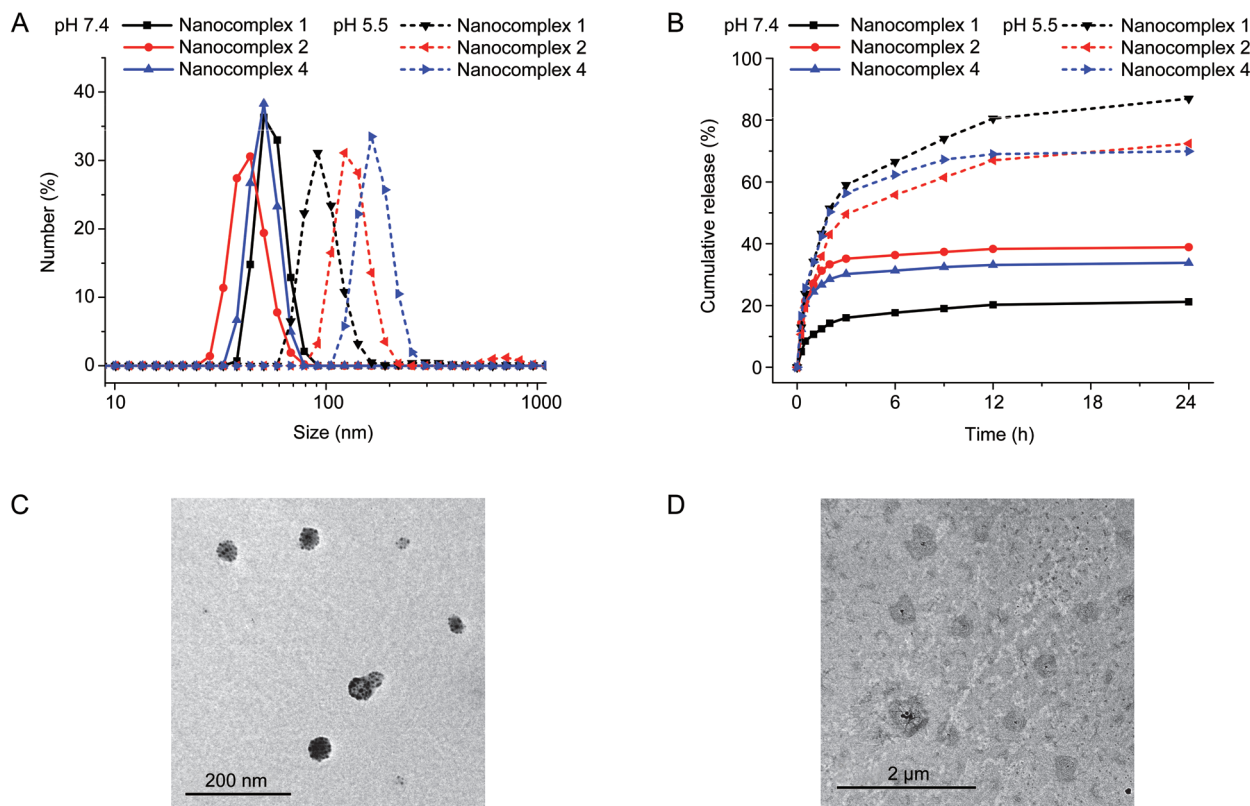 A
pH 7.4 Nanocomplex 1 pH 5.5 Nanocomplex 1
Nanocomplex 2 Nanocomplex 2
Nanocomplex 4 Nanocomplex 4
40
30
20
10
0
Number (%)
10 100 1000
Size (nm)
B
pH 7.4 Nanocomplex 1 pH 5.5 Nanocomplex 1
Nanocomplex 2 Nanocomplex 2
Nanocomplex 4 Nanocomplex 4
100
80
60
40
20
0
Cumulative release (%)
0 6 12 18 24
Time (h)
C
200 nm
D
2 µm